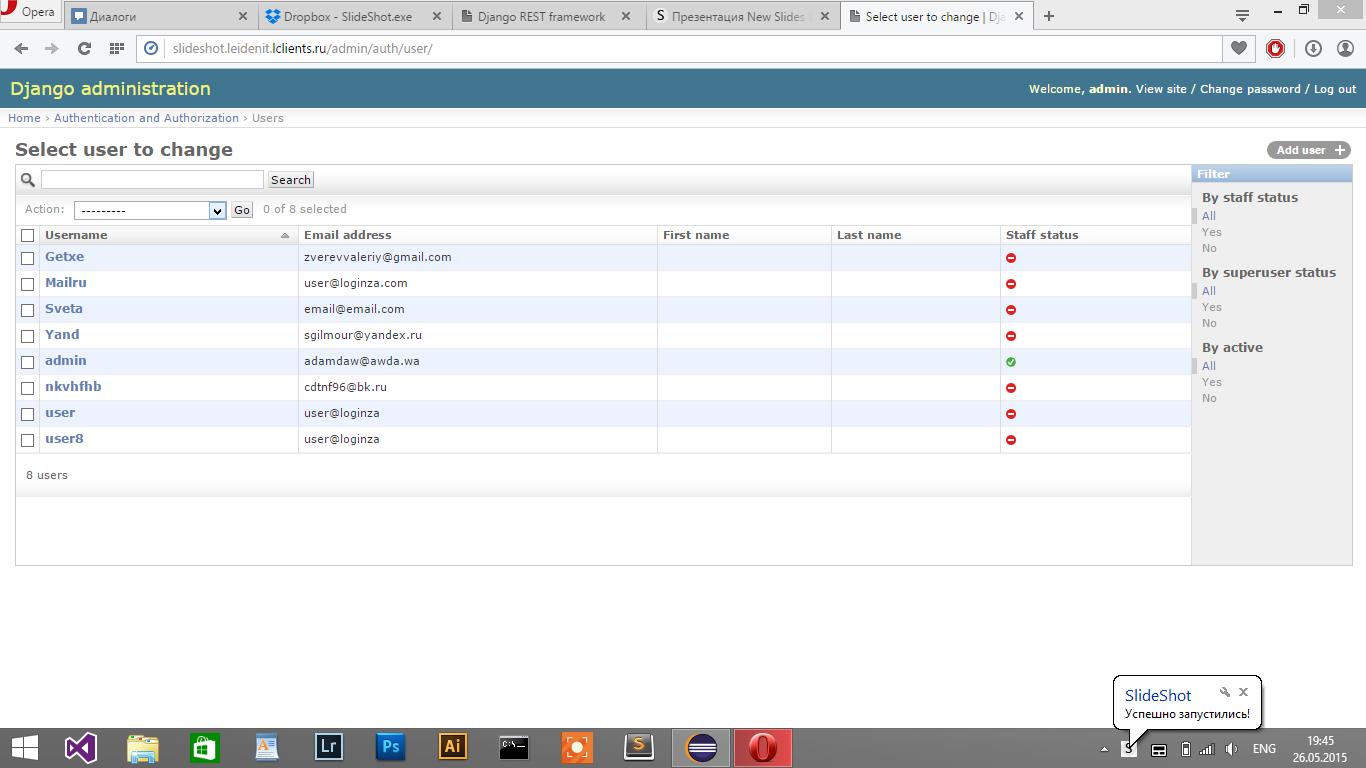 Opera
Диалоги
Dropbox - SlideShot.exe
Django REST framework
Презентация New Slides
Select user to change | Dja
slideshot.leidenit.lclients.ru/admin/auth/user/
Django administration
Welcome, admin. View site / Change password / Log out
Home › Authentication and Authorization › Users
Select user to change
Add user +
Search
Filter
Action: --------- Go 0 of 8 selected
By staff status
All
Yes
No
By superuser status
All
Yes
No
By active
All
Yes
No
Username Email address First name Last name Staff status
Getxe zverevvaleriy@gmail.com
Mailru user@loginza.com
Sveta email@email.com
Yand sgilmour@yandex.ru
admin adamdaw@awda.wa
nkvhfhb cdtnf96@bk.ru
user user@loginza
user8 user@loginza
8 users
SlideShot
Успешно запустились!
Lr
Ps
Ai
C:\
S
S
ENG
19:45
26.05.2015